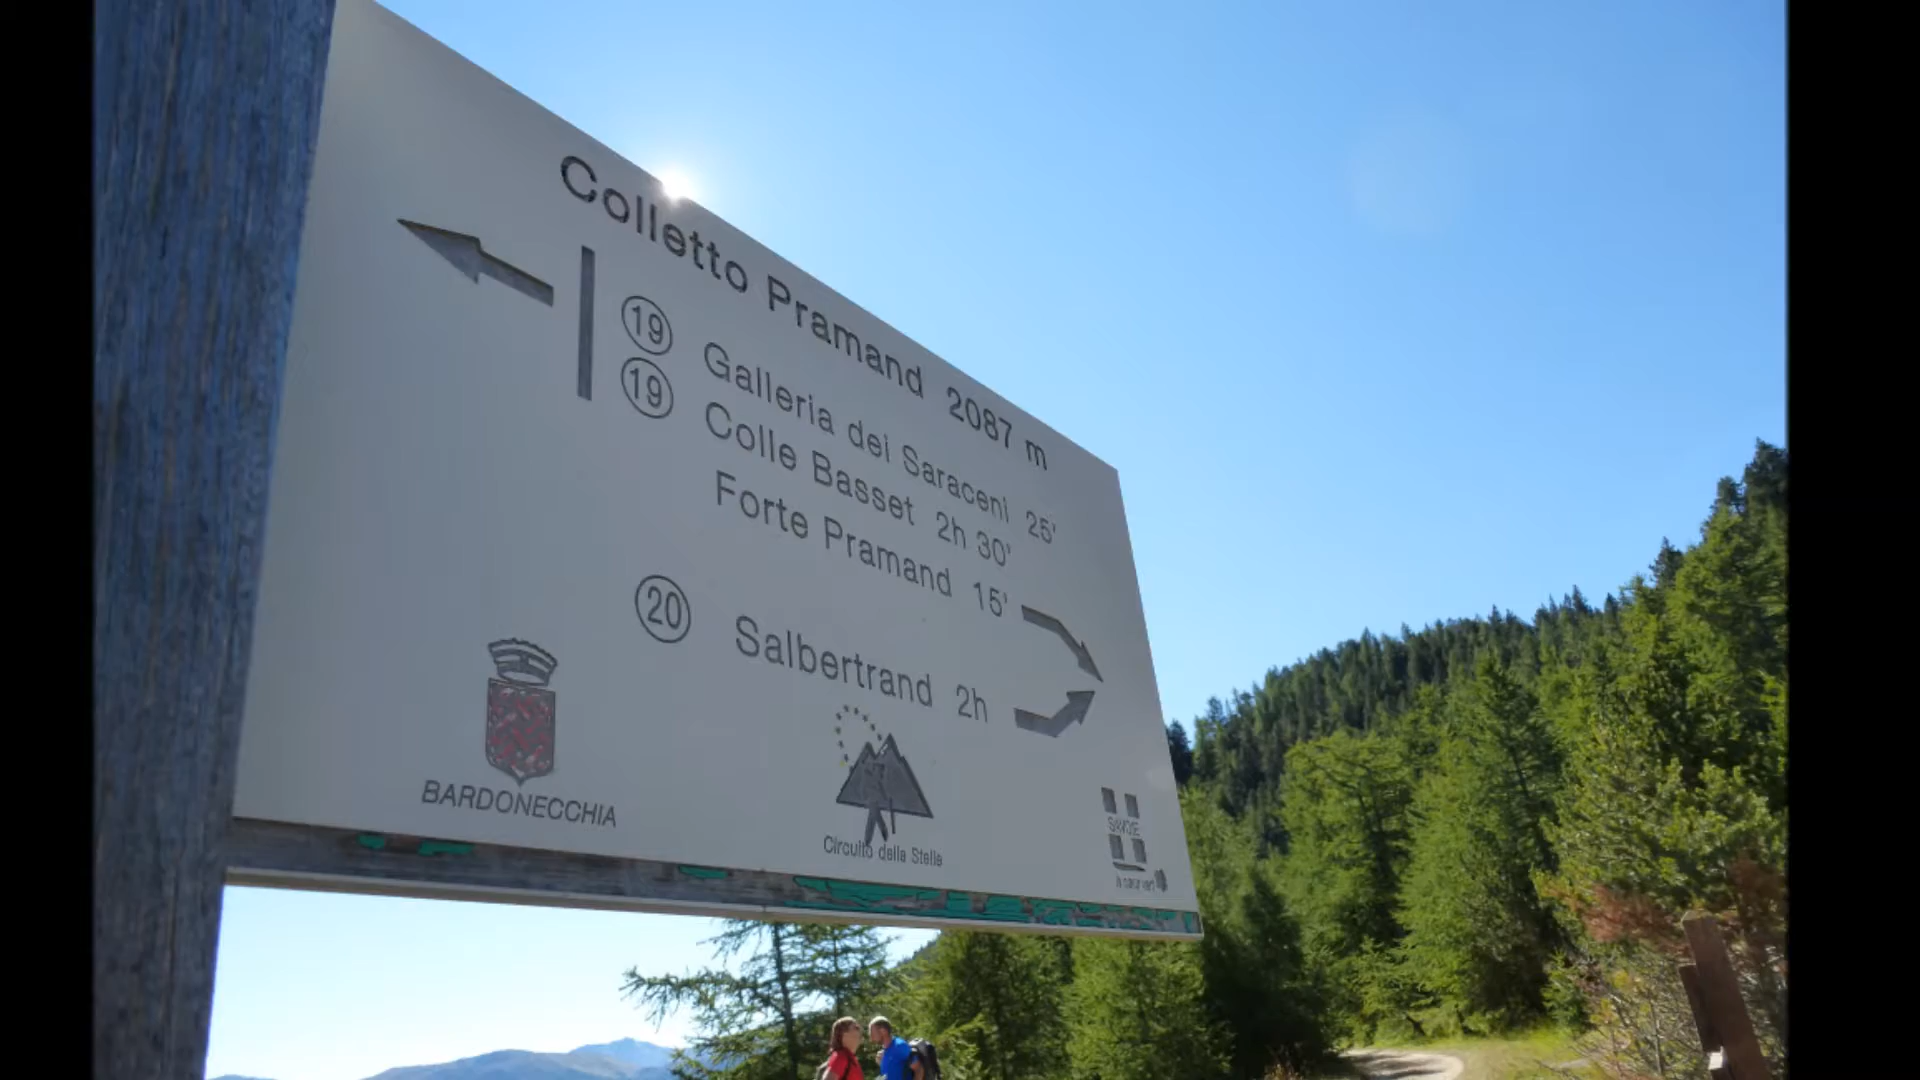 Colletto Pramand 2087 m
19 Galleria dei Saraceni 25'
19 Colle Basset 2h 30'
Forte Pramand 15'
20 Salbertrand 2h
BARDONECCHIA
Circuito delle Stelle
SAVOIE